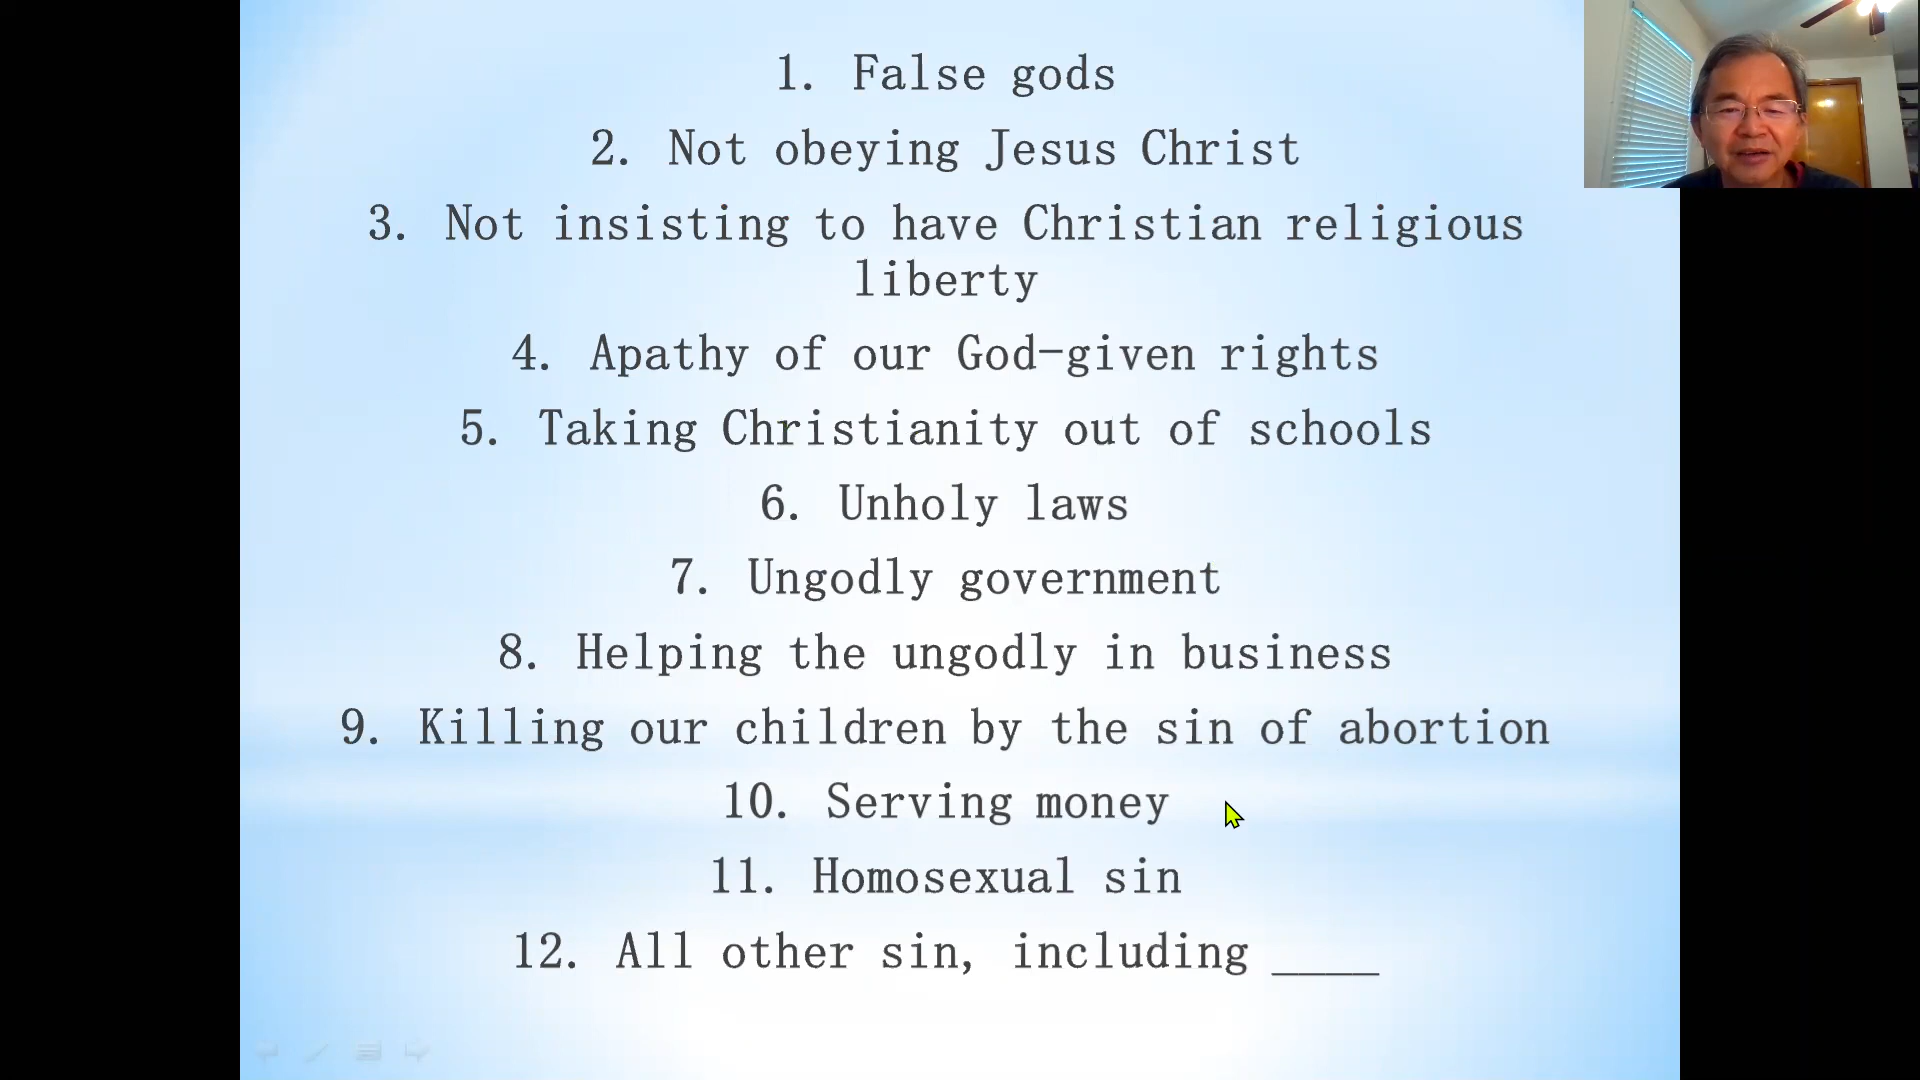 1. False gods
2. Not obeying Jesus Christ
3. Not insisting to have Christian religious
liberty
4. Apathy of our God-given rights
5. Taking Christianity out of schools
6. Unholy laws
7. Ungodly government
8. Helping the ungodly in business
9. Killing our children by the sin of abortion
10. Serving money
11. Homosexual sin
12. All other sin, including ____